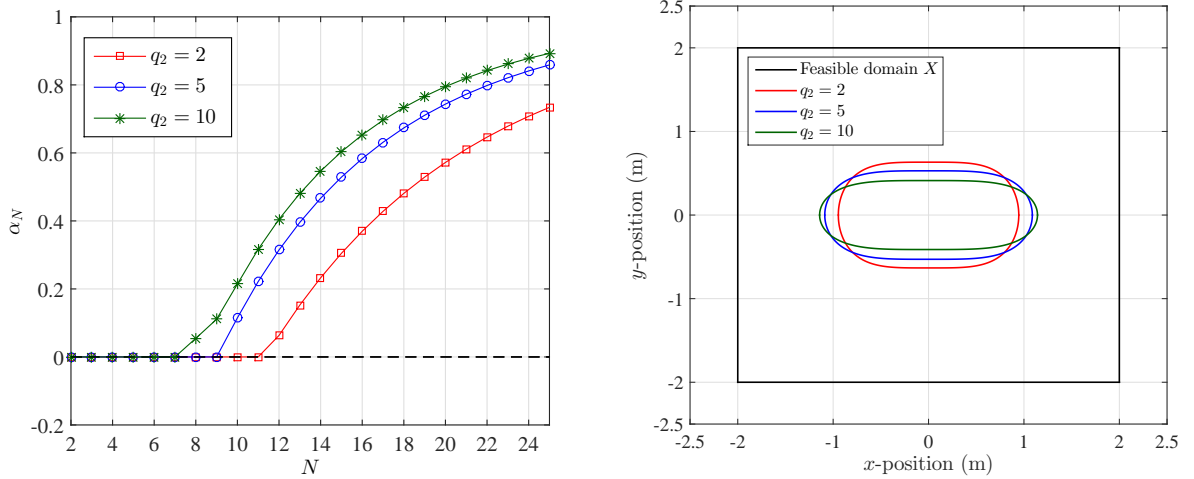 1
0.8
0.6
0.4
0.2
0
-0.2
α_N
q₂ = 2
q₂ = 5
q₂ = 10
2 4 6 8 10 12 14 16 18 20 22 24
N
2.5
2
1
0
-1
-2
-2.5
y-position (m)
Feasible domain X
q₂ = 2
q₂ = 5
q₂ = 10
-2.5 -2 -1 0 1 2 2.5
x-position (m)